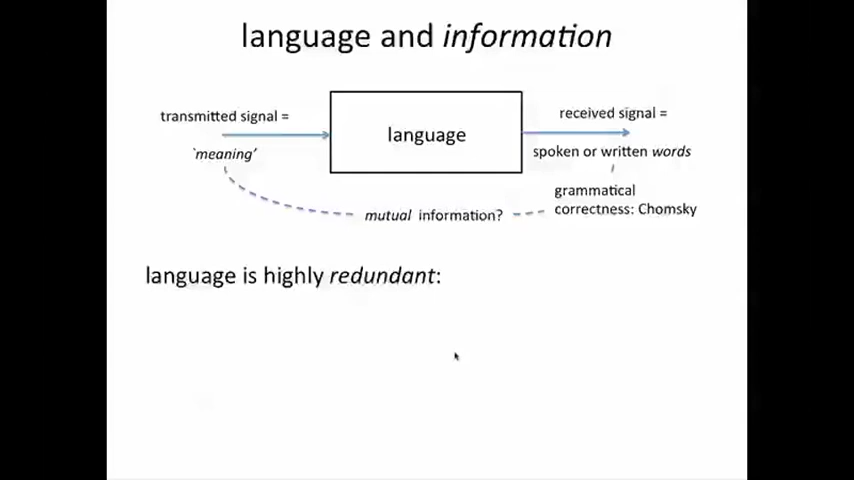 language and information
transmitted signal =
`meaning'
language
received signal =
spoken or written words
grammatical
correctness: Chomsky
mutual information?
language is highly redundant: